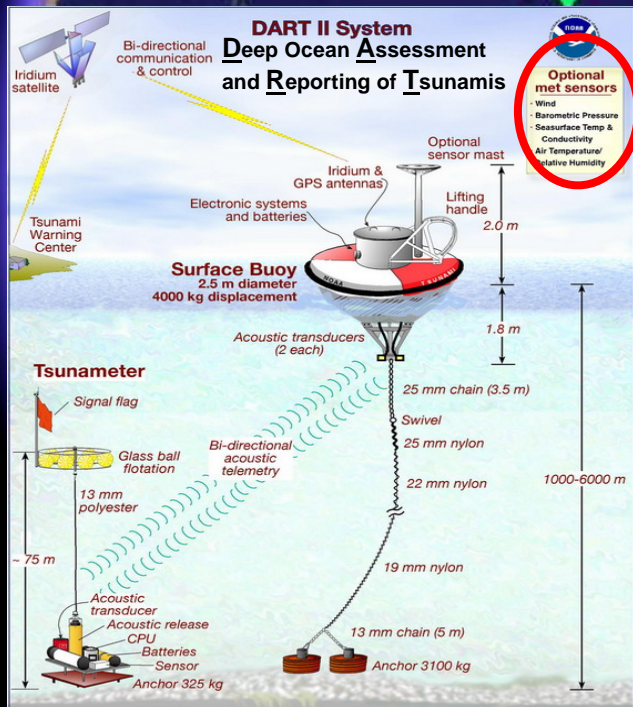 DART II System
Deep Ocean Assessment
and Reporting of Tsunamis
Bi-directional
communication
& control
Iridium
satellite
NOAA
Optional
met sensors
· Wind
· Barometric Pressure
· Seasurface Temp &
Conductivity
· Air Temperature/
Relative Humidity
Optional
sensor mast
Iridium &
GPS antennas
Electronic systems
and batteries
Lifting
handle
2.0 m
Tsunami
Warning
Center
Surface Buoy
2.5 m diameter
4000 kg displacement
NOAA
TSUNAMI
1.8 m
Acoustic transducers
(2 each)
Tsunameter
Signal flag
Glass ball
flotation
13 mm
polyester
~ 75 m
Bi-directional
acoustic
telemetry
25 mm chain (3.5 m)
Swivel
25 mm nylon
22 mm nylon
1000-6000 m
19 mm nylon
Acoustic
transducer
Acoustic release
CPU
Batteries
Sensor
Anchor 325 kg
13 mm chain (5 m)
Anchor 3100 kg